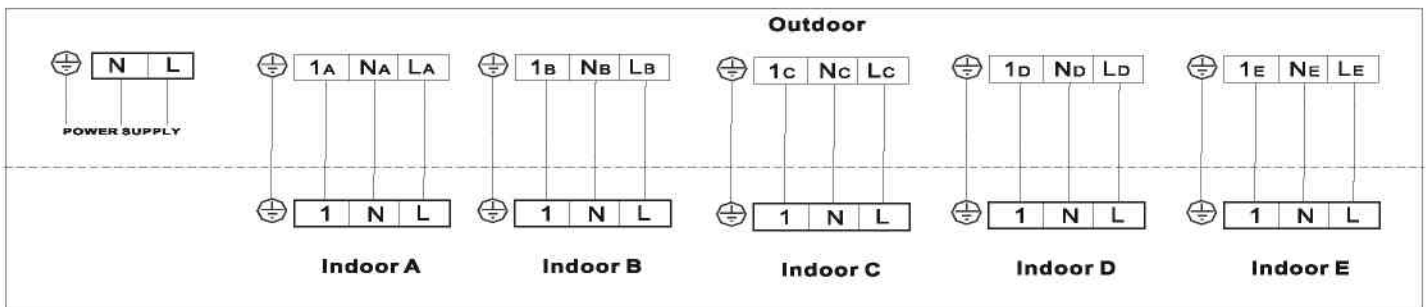 Outdoor
N L
1A NA LA
1B NB LB
1C NC LC
1D ND LD
1E NE LE
POWER SUPPLY
1 N L
1 N L
1 N L
1 N L
1 N L
Indoor A
Indoor B
Indoor C
Indoor D
Indoor E